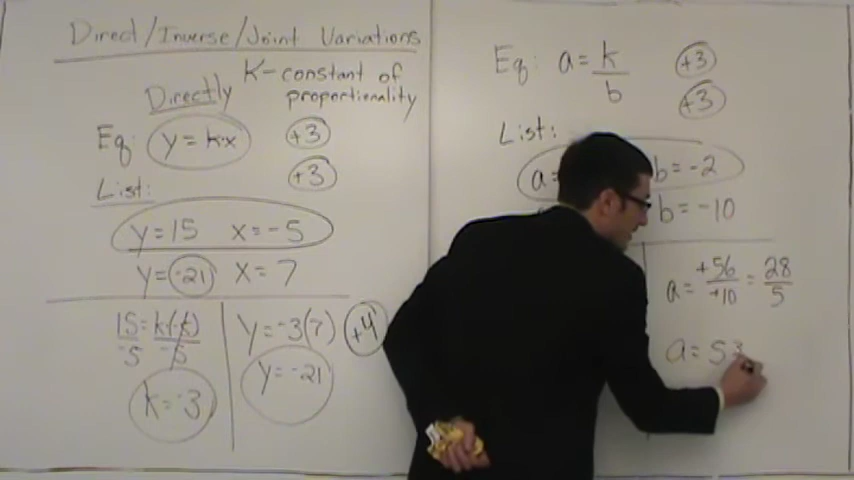 Direct/Inverse/Joint Variations
K-constant of
proportionality
Directly
Eq: y = kx +3
+3
List:
y=15 x=-5
y=-21 x=7
15=k(-5)
-5 -5
k=-3
y=-3(7) +4
y=-21
Eq: a = k/b +3
+3
List:
a= b=-2
b=-10
a= +56/+10 = 28/5
a= 5 3